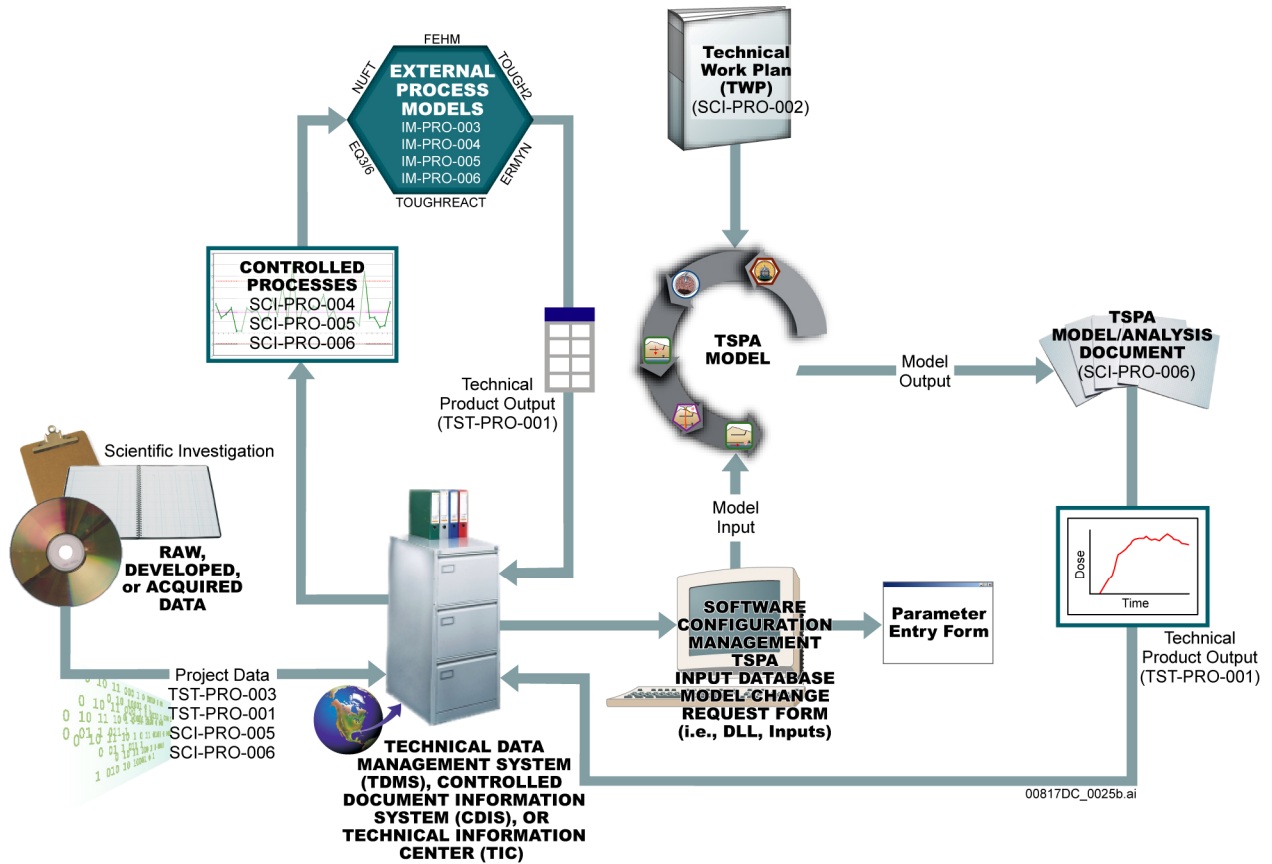 FEHM
NUFT
TOUGH2
EXTERNAL
PROCESS
MODELS
IM-PRO-003
IM-PRO-004
IM-PRO-005
IM-PRO-006
EQ3/6
ERMYN
TOUGHREACT
Technical
Work Plan
(TWP)
(SCI-PRO-002)
CONTROLLED
PROCESSES
SCI-PRO-004
SCI-PRO-005
SCI-PRO-006
TSPA
MODEL
Model
Output
TSPA
MODEL/ANALYSIS
DOCUMENT
(SCI-PRO-006)
Technical
Product Output
(TST-PRO-001)
Scientific Investigation
RAW,
DEVELOPED,
or ACQUIRED
DATA
Model
Input
Dose
Time
SOFTWARE
CONFIGURATION
MANAGEMENT
TSPA
INPUT DATABASE
MODEL CHANGE
REQUEST FORM
(i.e., DLL, Inputs)
Parameter
Entry Form
Technical
Product Output
(TST-PRO-001)
Project Data
TST-PRO-003
TST-PRO-001
SCI-PRO-005
SCI-PRO-006
TECHNICAL DATA
MANAGEMENT SYSTEM
(TDMS), CONTROLLED
DOCUMENT INFORMATION
SYSTEM (CDIS), OR
TECHNICAL INFORMATION
CENTER (TIC)
00817DC_0025b.ai